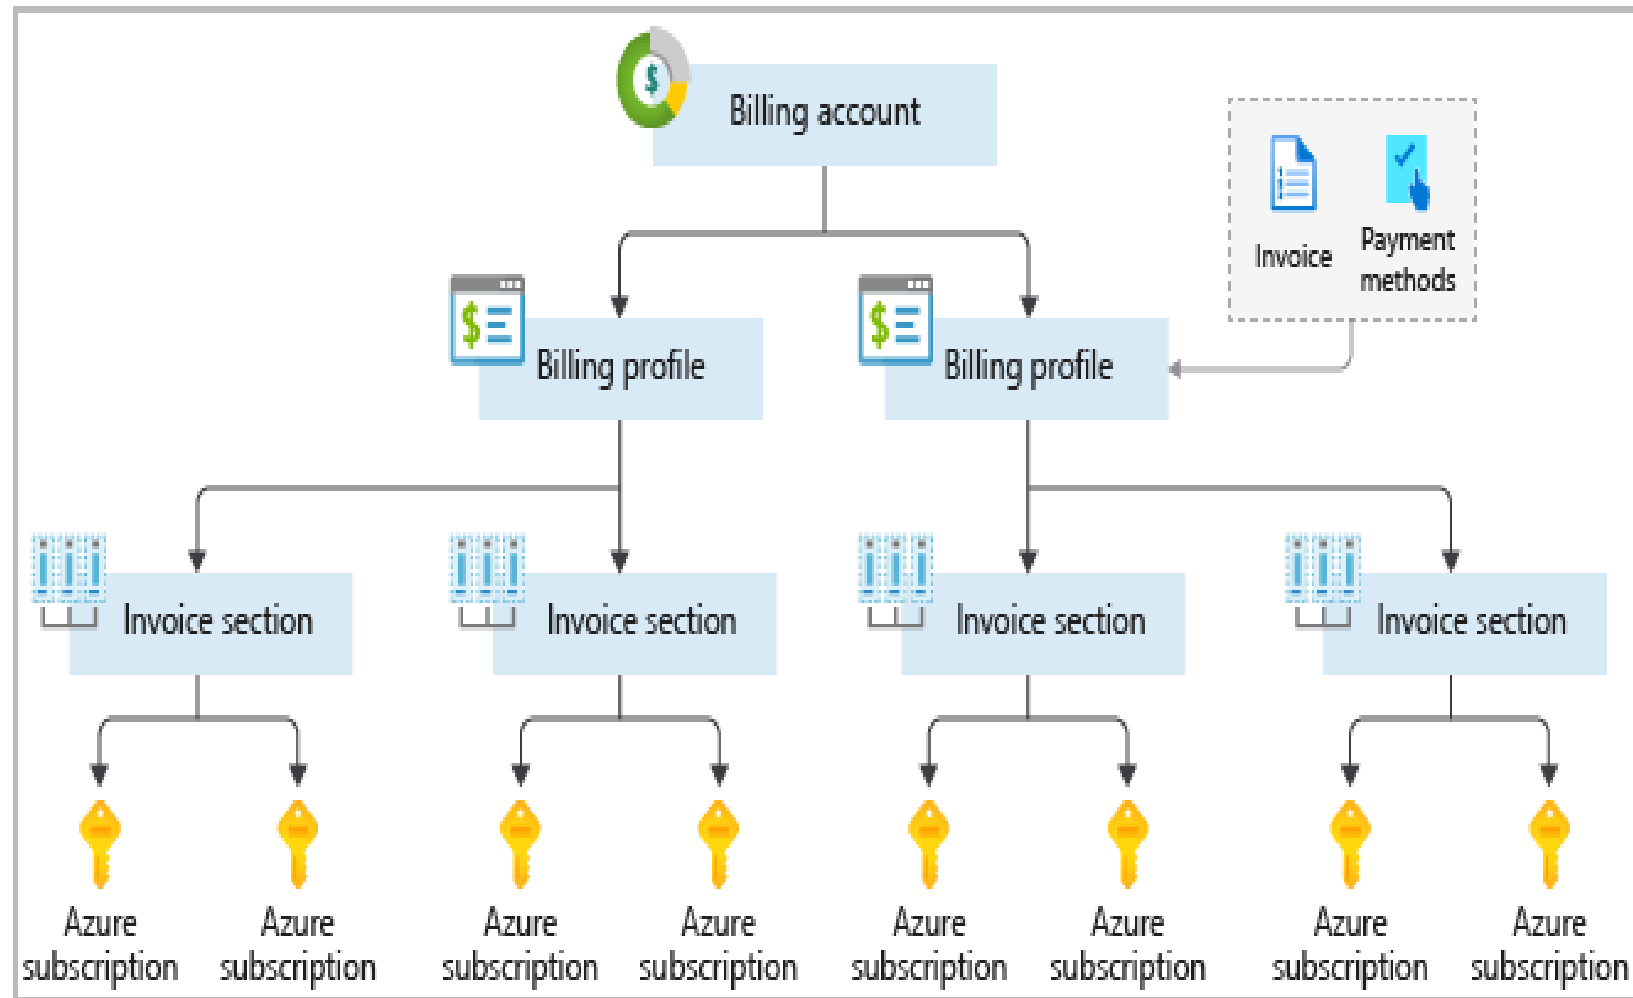 Billing account
Invoice
Payment
methods
Billing profile
Billing profile
Invoice section
Invoice section
Invoice section
Invoice section
Azure
subscription
Azure
subscription
Azure
subscription
Azure
subscription
Azure
subscription
Azure
subscription
Azure
subscription
Azure
subscription